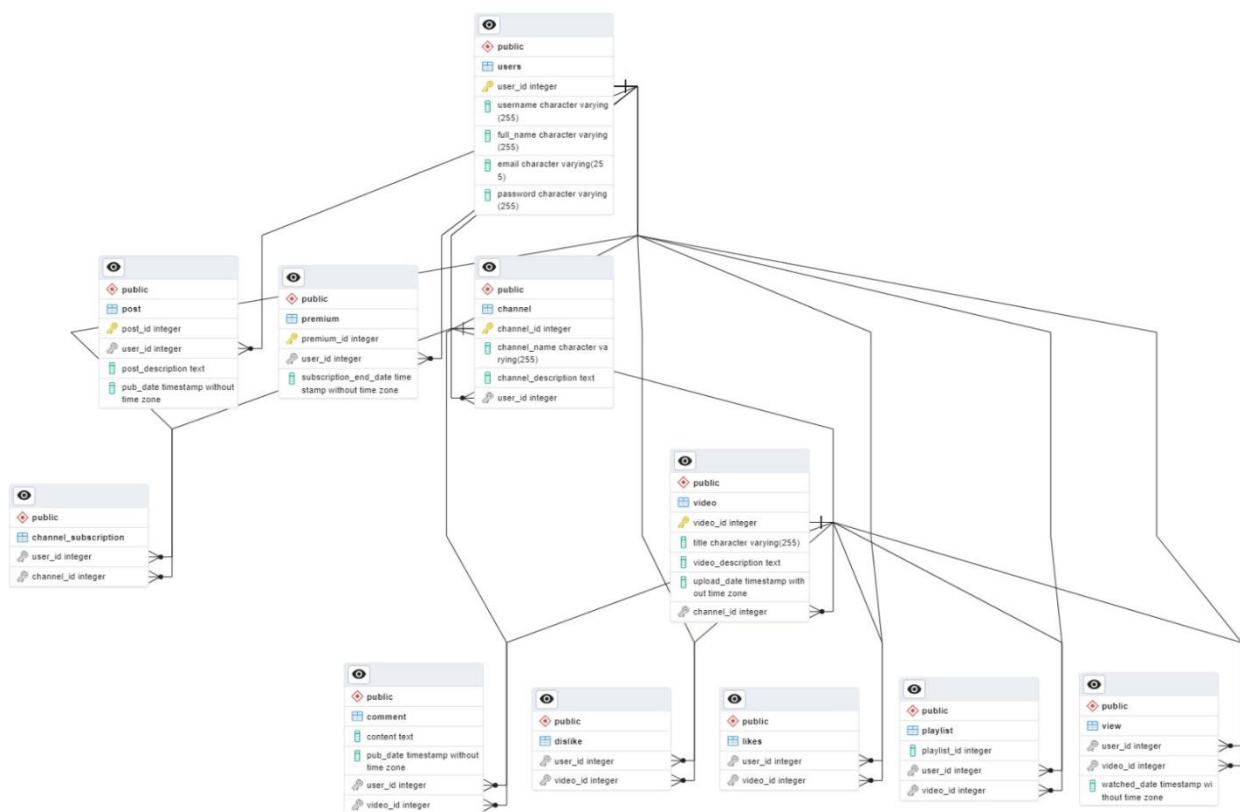 public
users
user_id integer
username character varying
(255)
full_name character varying
(255)
email character varying(25
5)
password character varying
(255)
public
post
post_id integer
user_id integer
post_description text
pub_date timestamp without
time zone
public
premium
premium_id integer
user_id integer
subscription_end_date time
stamp without time zone
public
channel
channel_id integer
channel_name character va
rying(255)
channel_description text
user_id integer
public
channel_subscription
user_id integer
channel_id integer
public
video
video_id integer
title character varying(255)
video_description text
upload_date timestamp with
out time zone
channel_id integer
public
comment
content text
pub_date timestamp without
time zone
user_id integer
video_id integer
public
dislike
user_id integer
video_id integer
public
likes
user_id integer
video_id integer
public
playlist
playlist_id integer
user_id integer
video_id integer
public
view
user_id integer
video_id integer
watched_date timestamp wi
thout time zone